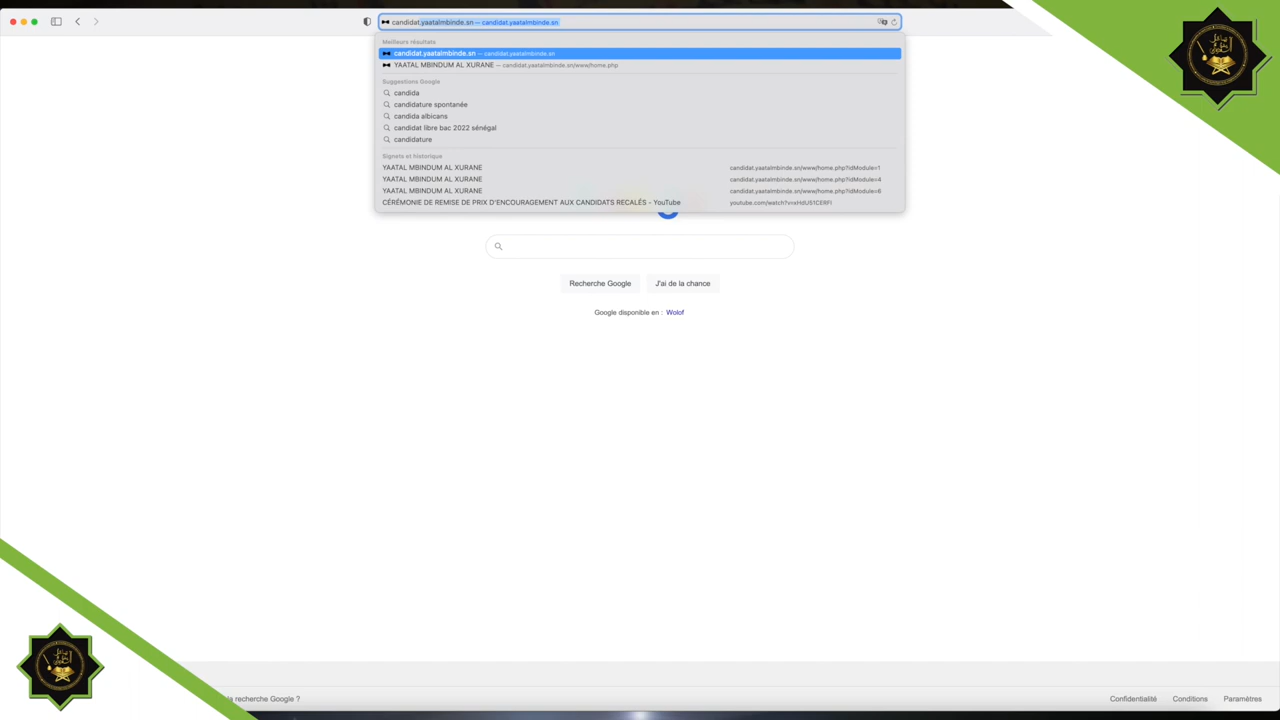 candidat.yaatalmbinde.sn — candidat.yaatalmbinde.sn
Meilleurs résultats
candidat.yaatalmbinde.sn — candidat.yaatalmbinde.sn
YAATAL MBINDUM AL XURANE — candidat.yaatalmbinde.sn/www/home.php
Suggestions Google
candida
candidature spontanée
candida albicans
candidat libre bac 2022 sénégal
candidature
Signets et historique
YAATAL MBINDUM AL XURANE candidat.yaatalmbinde.sn/www/home.php?idModule=1
YAATAL MBINDUM AL XURANE candidat.yaatalmbinde.sn/www/home.php?idModule=4
YAATAL MBINDUM AL XURANE candidat.yaatalmbinde.sn/www/home.php?idModule=6
CÉRÉMONIE DE REMISE DE PRIX D'ENCOURAGEMENT AUX CANDIDATS RECALÉS - YouTube
Recherche Google J'ai de la chance
Google disponible en : Wolof
la recherche Google ? Confidentialité Conditions Paramètres